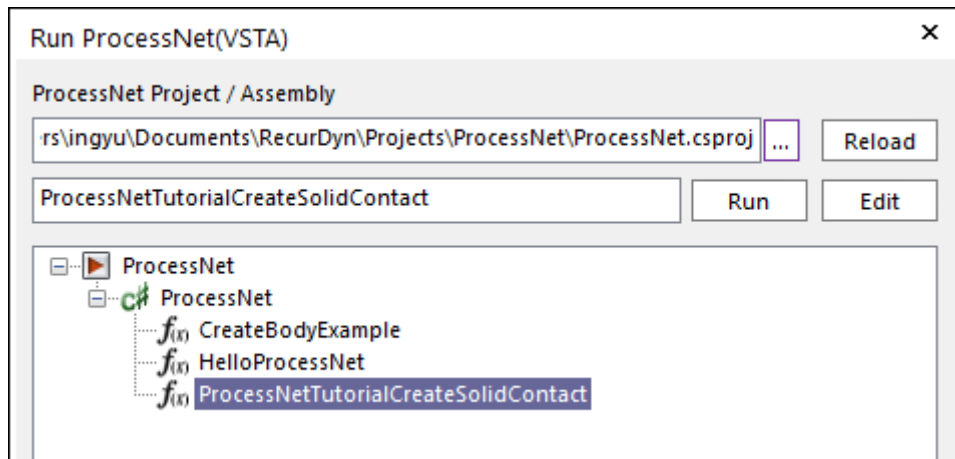 Run ProcessNet(VSTA)
ProcessNet Project / Assembly
rs\ingyu\Documents\RecurDyn\Projects\ProcessNet\ProcessNet.csproj ... Reload
ProcessNetTutorialCreateSolidContact Run Edit
ProcessNet
C# ProcessNet
f(x) CreateBodyExample
f(x) HelloProcessNet
f(x) ProcessNetTutorialCreateSolidContact